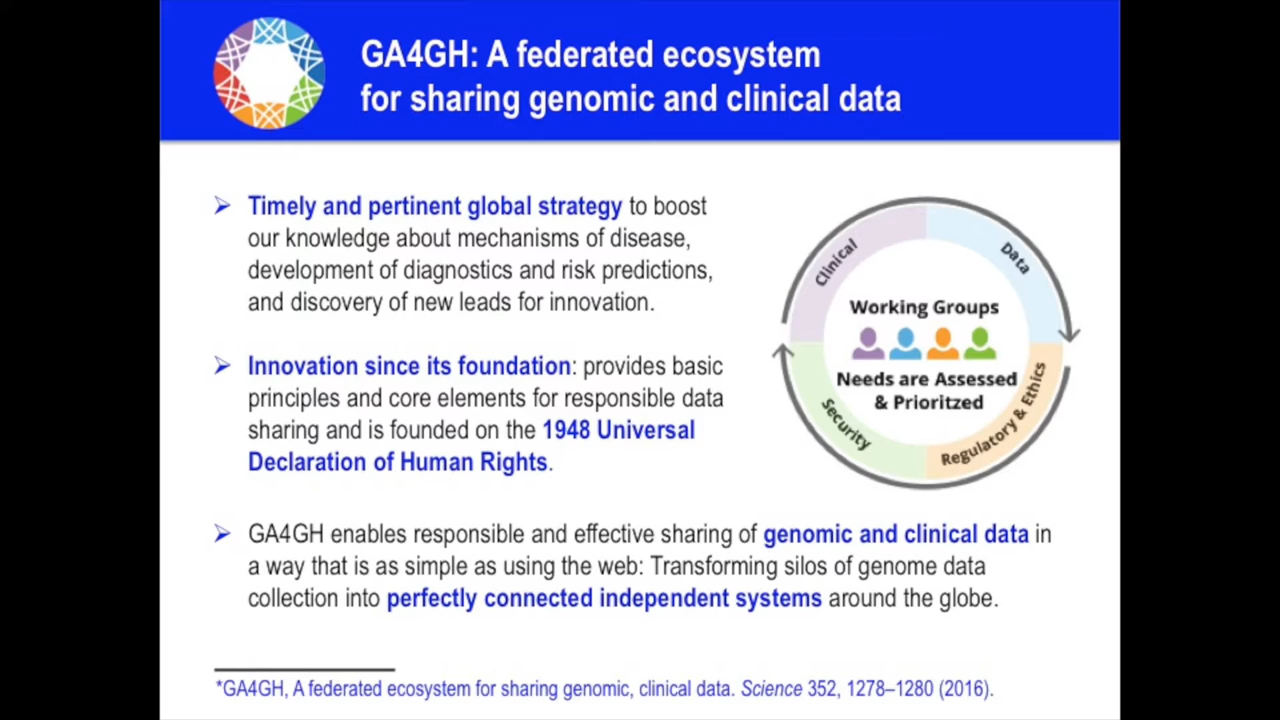 GA4GH: A federated ecosystem
for sharing genomic and clinical data
Timely and pertinent global strategy to boost
our knowledge about mechanisms of disease,
development of diagnostics and risk predictions,
and discovery of new leads for innovation.
Innovation since its foundation: provides basic
principles and core elements for responsible data
sharing and is founded on the 1948 Universal
Declaration of Human Rights.
Clinical
Data
Working Groups
Needs are Assessed
& Prioritzed
Security
Regulatory & Ethics
GA4GH enables responsible and effective sharing of genomic and clinical data in
a way that is as simple as using the web: Transforming silos of genome data
collection into perfectly connected independent systems around the globe.
*GA4GH, A federated ecosystem for sharing genomic, clinical data. Science 352, 1278–1280 (2016).